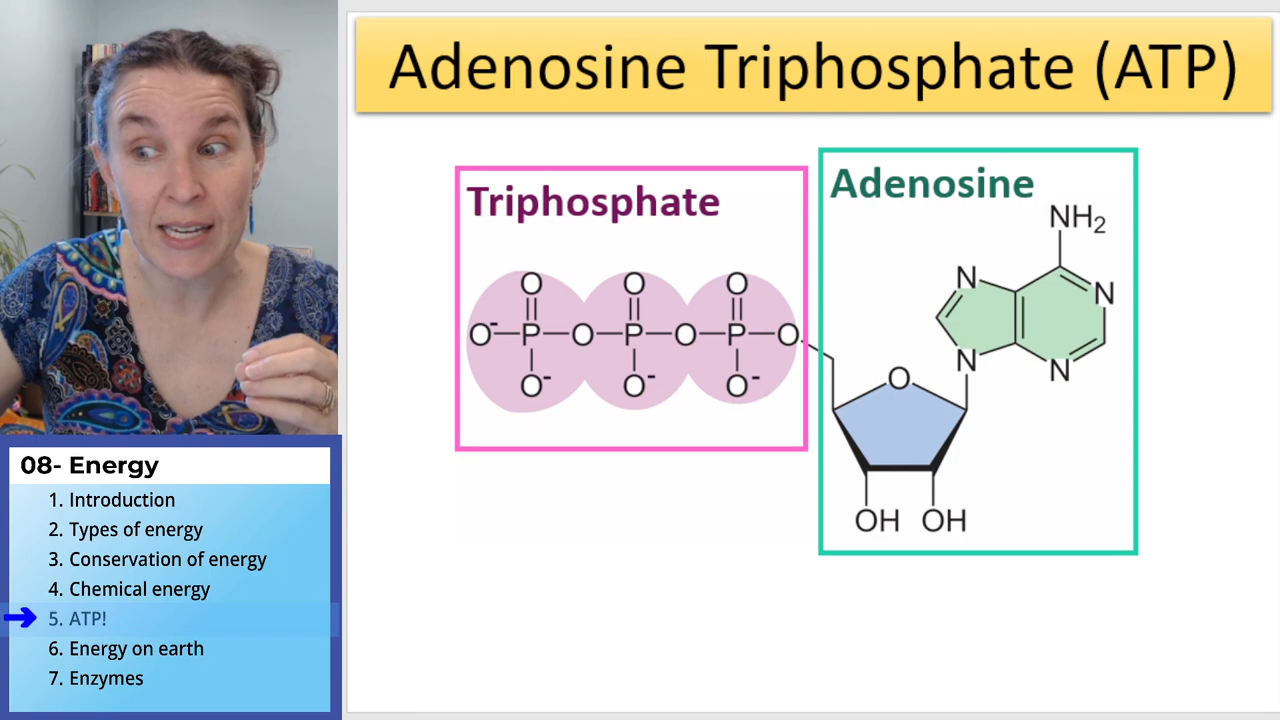 Adenosine Triphosphate (ATP)
Triphosphate
Adenosine
NH₂
O O O N N
O⁻ P O P O P O
O⁻ O⁻ O⁻ N N
O
OH OH
08- Energy
1. Introduction
2. Types of energy
3. Conservation of energy
4. Chemical energy
5. ATP!
6. Energy on earth
7. Enzymes